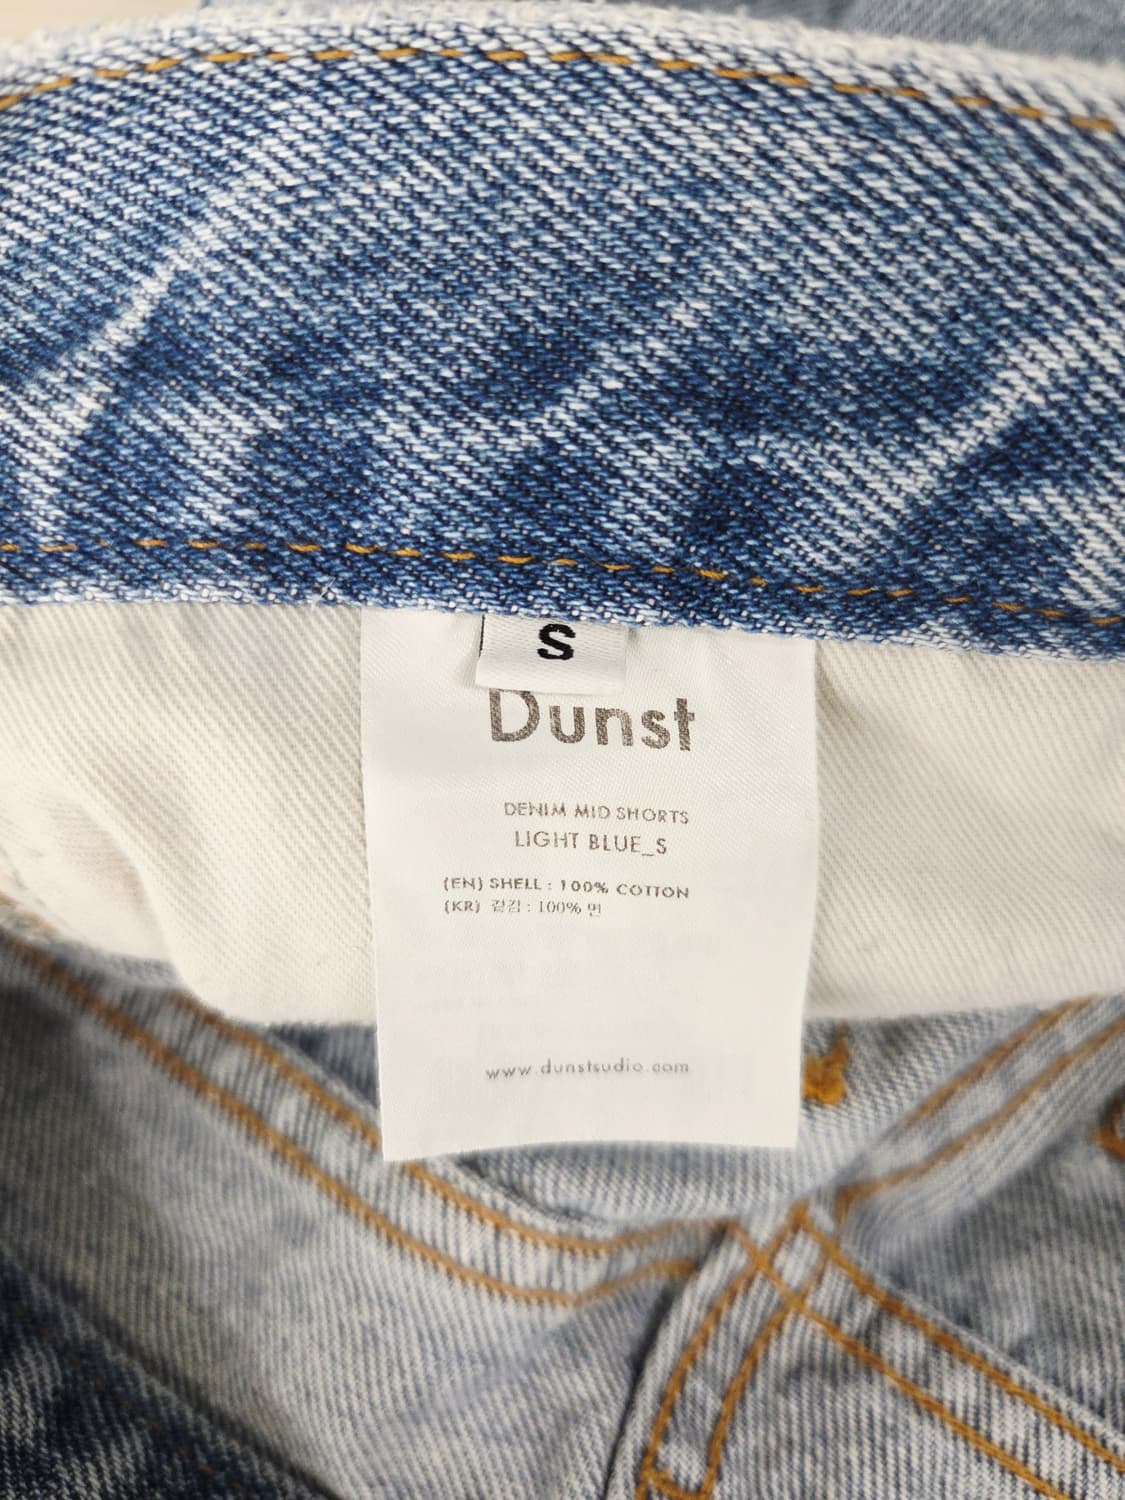 S
Dunst
DENIM MID SHORTS
LIGHT BLUE_S
(EN) SHELL : 100% COTTON
(KR) 겉감 : 100% 면
www.dunstsudio.com